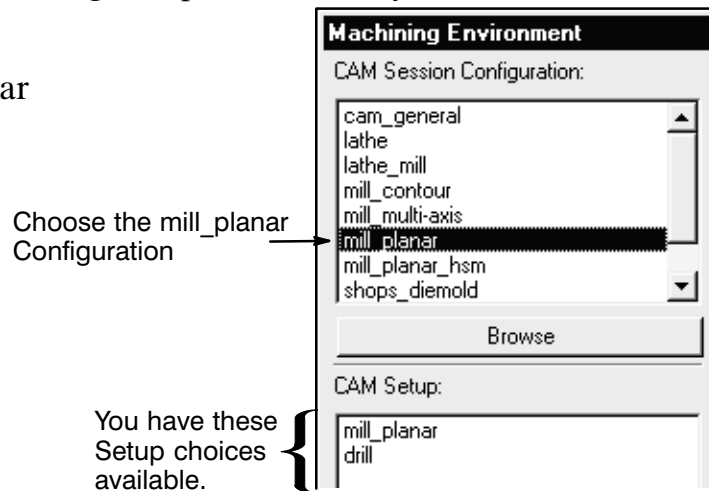 Machining Environment
CAM Session Configuration:
ar
cam_general
lathe
lathe_mill
mill_contour
mill_multi-axis
Choose the mill_planar
Configuration
mill_planar
mill_planar_hsm
shops_diemold
Browse
CAM Setup:
You have these
Setup choices
available.
mill_planar
drill